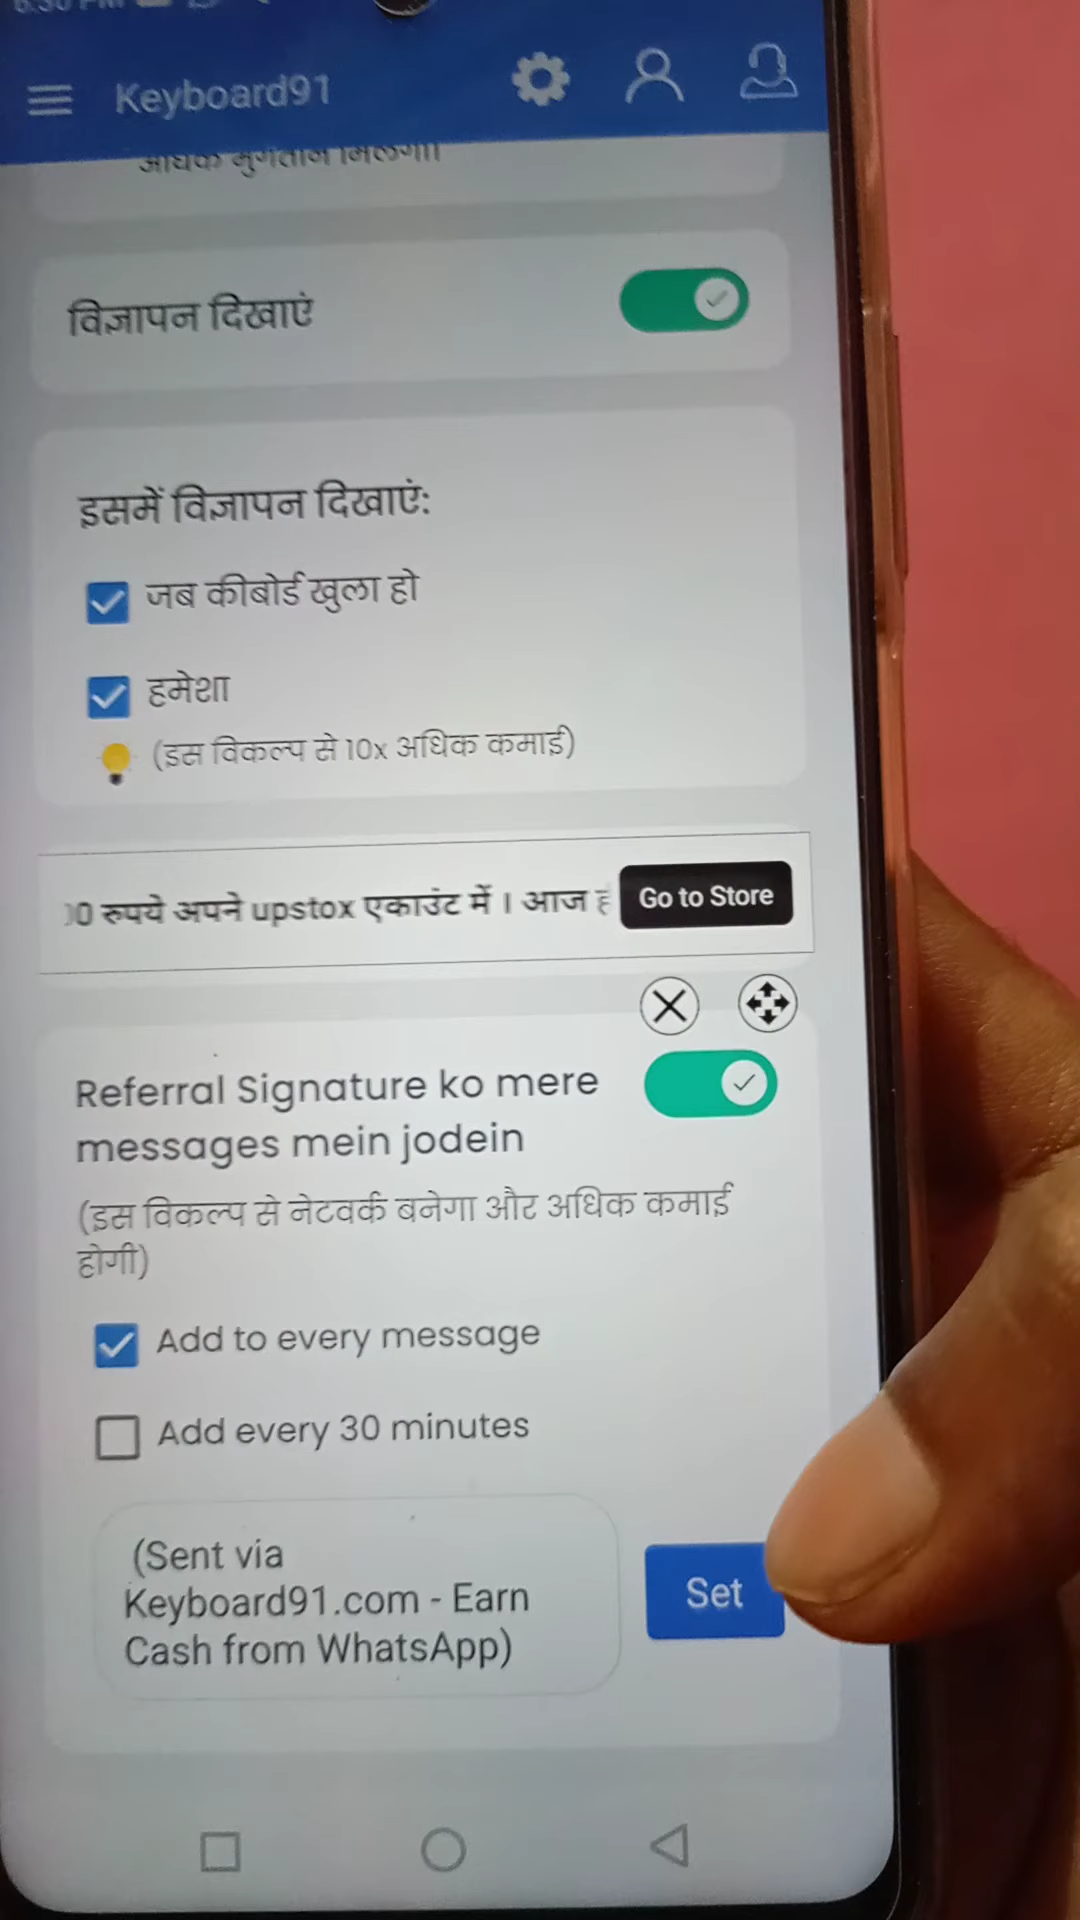 Keyboard91
विज्ञापन दिखाएं
इसमें विज्ञापन दिखाएं:
जब कीबोर्ड खुला हो
हमेशा
(इस विकल्प से 10x अधिक कमाई)
रुपये अपने upstox एकाउंट में । आज
Go to Store
Referral Signature ko mere
messages mein jodein
(इस विकल्प से नेटवर्क बनेगा और अधिक कमाई
होगी)
Add to every message
Add every 30 minutes
(Sent via
Keyboard91.com - Earn
Cash from WhatsApp)
Set